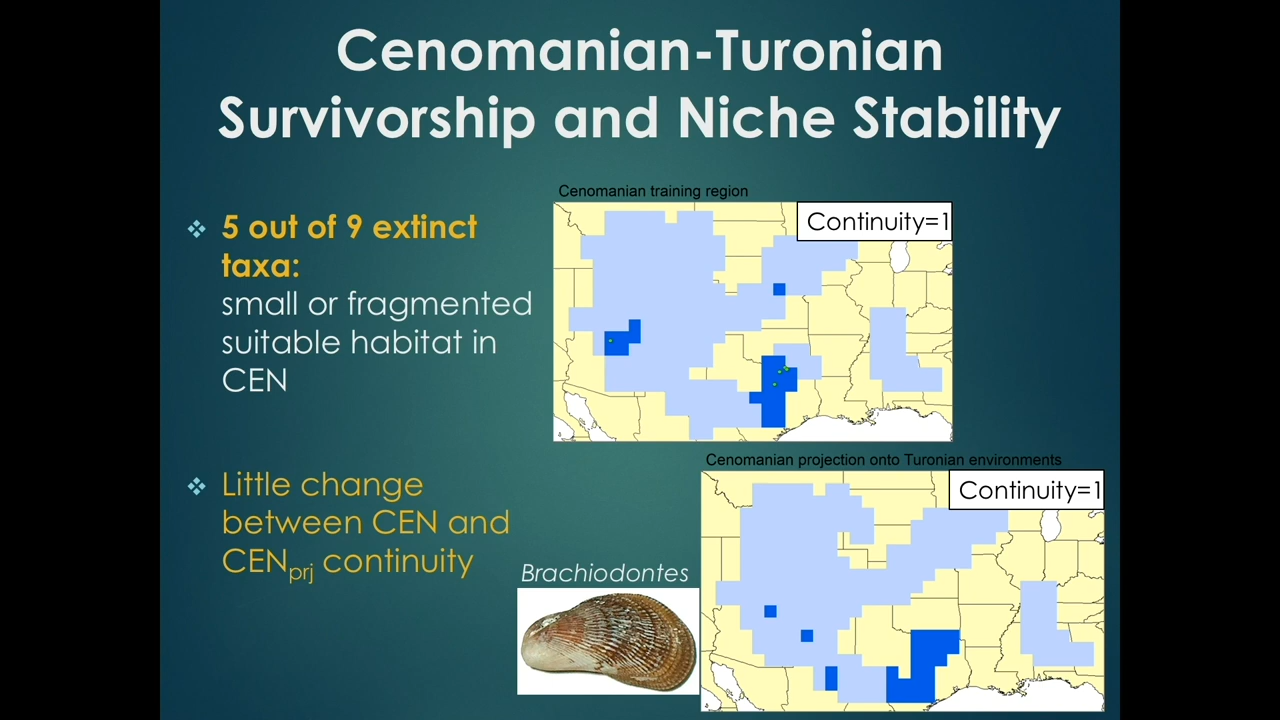 Cenomanian-Turonian
Survivorship and Niche Stability
❖ 5 out of 9 extinct
taxa:
small or fragmented
suitable habitat in
CEN
❖ Little change
between CEN and
CENprj continuity
Cenomanian training region
Continuity=1
Cenomanian projection onto Turonian environments
Continuity=1
Brachiodontes